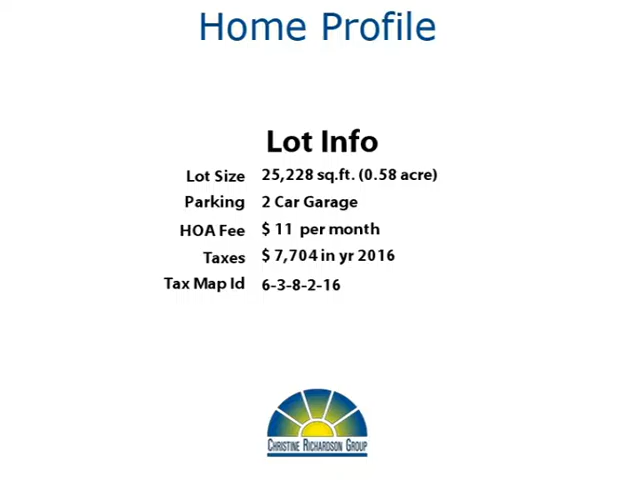 Home Profile
Lot Info
Lot Size 25,228 sq.ft. (0.58 acre)
Parking 2 Car Garage
HOA Fee $ 11 per month
Taxes $ 7,704 in yr 2016
Tax Map Id 6-3-8-2-16
CHRISTINE RICHARDSON GROUP